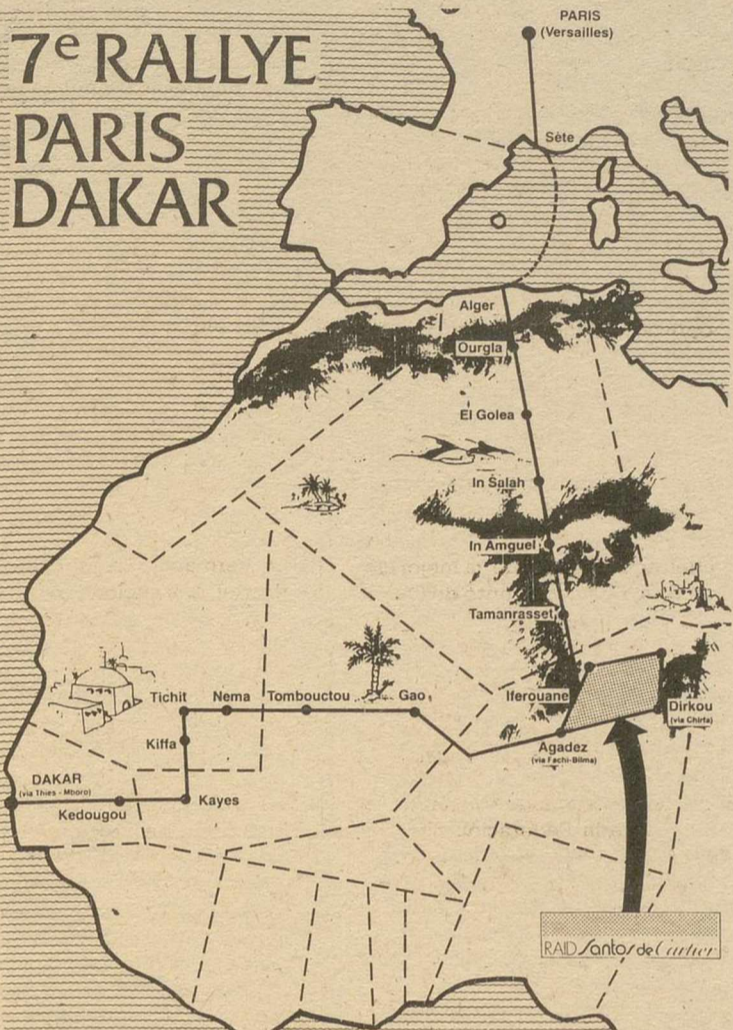 7e RALLYE
PARIS
DAKAR
PARIS
(Versailles)
Sète
Alger
Ourgla
El Golea
In Salah
In Amguel
Tamanrasset
Iferouane
Dirkou
(via Chirfa)
Agadez
(via Fachi-Bilma)
Gao
Tombouctou
Nema
Tichit
Kiffa
Kayes
Kedougou
DAKAR
(via Thies - Mboro)
RAID Santos de Cartier